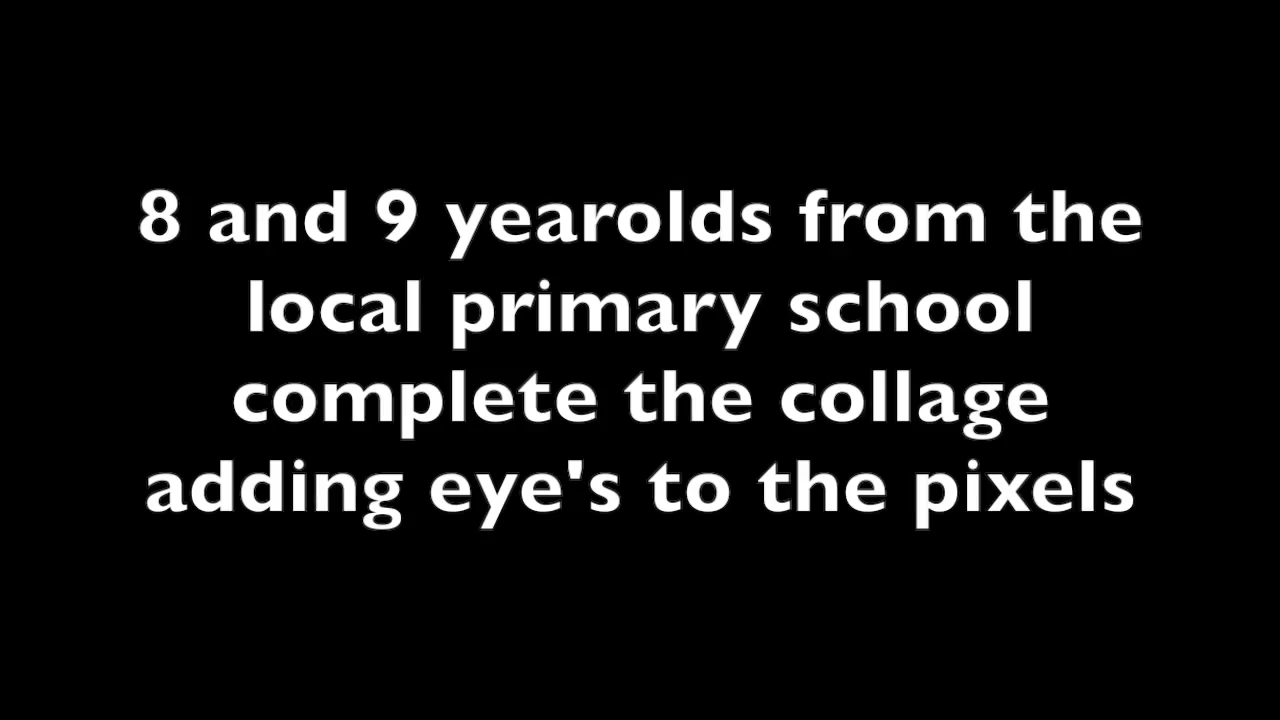 8 and 9 yearolds from the
local primary school
complete the collage
adding eye's to the pixels